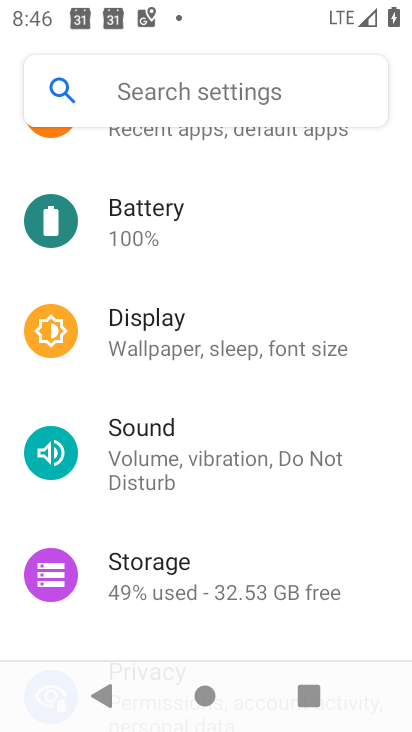 8:46 31 31 G LTE
Search settings
Recent apps, default apps
Battery
100%
Display
Wallpaper, sleep, font size
Sound
Volume, vibration, Do Not
Disturb
Storage
49% used - 32.53 GB free
Privacy
Permissions, account activity,
personal data